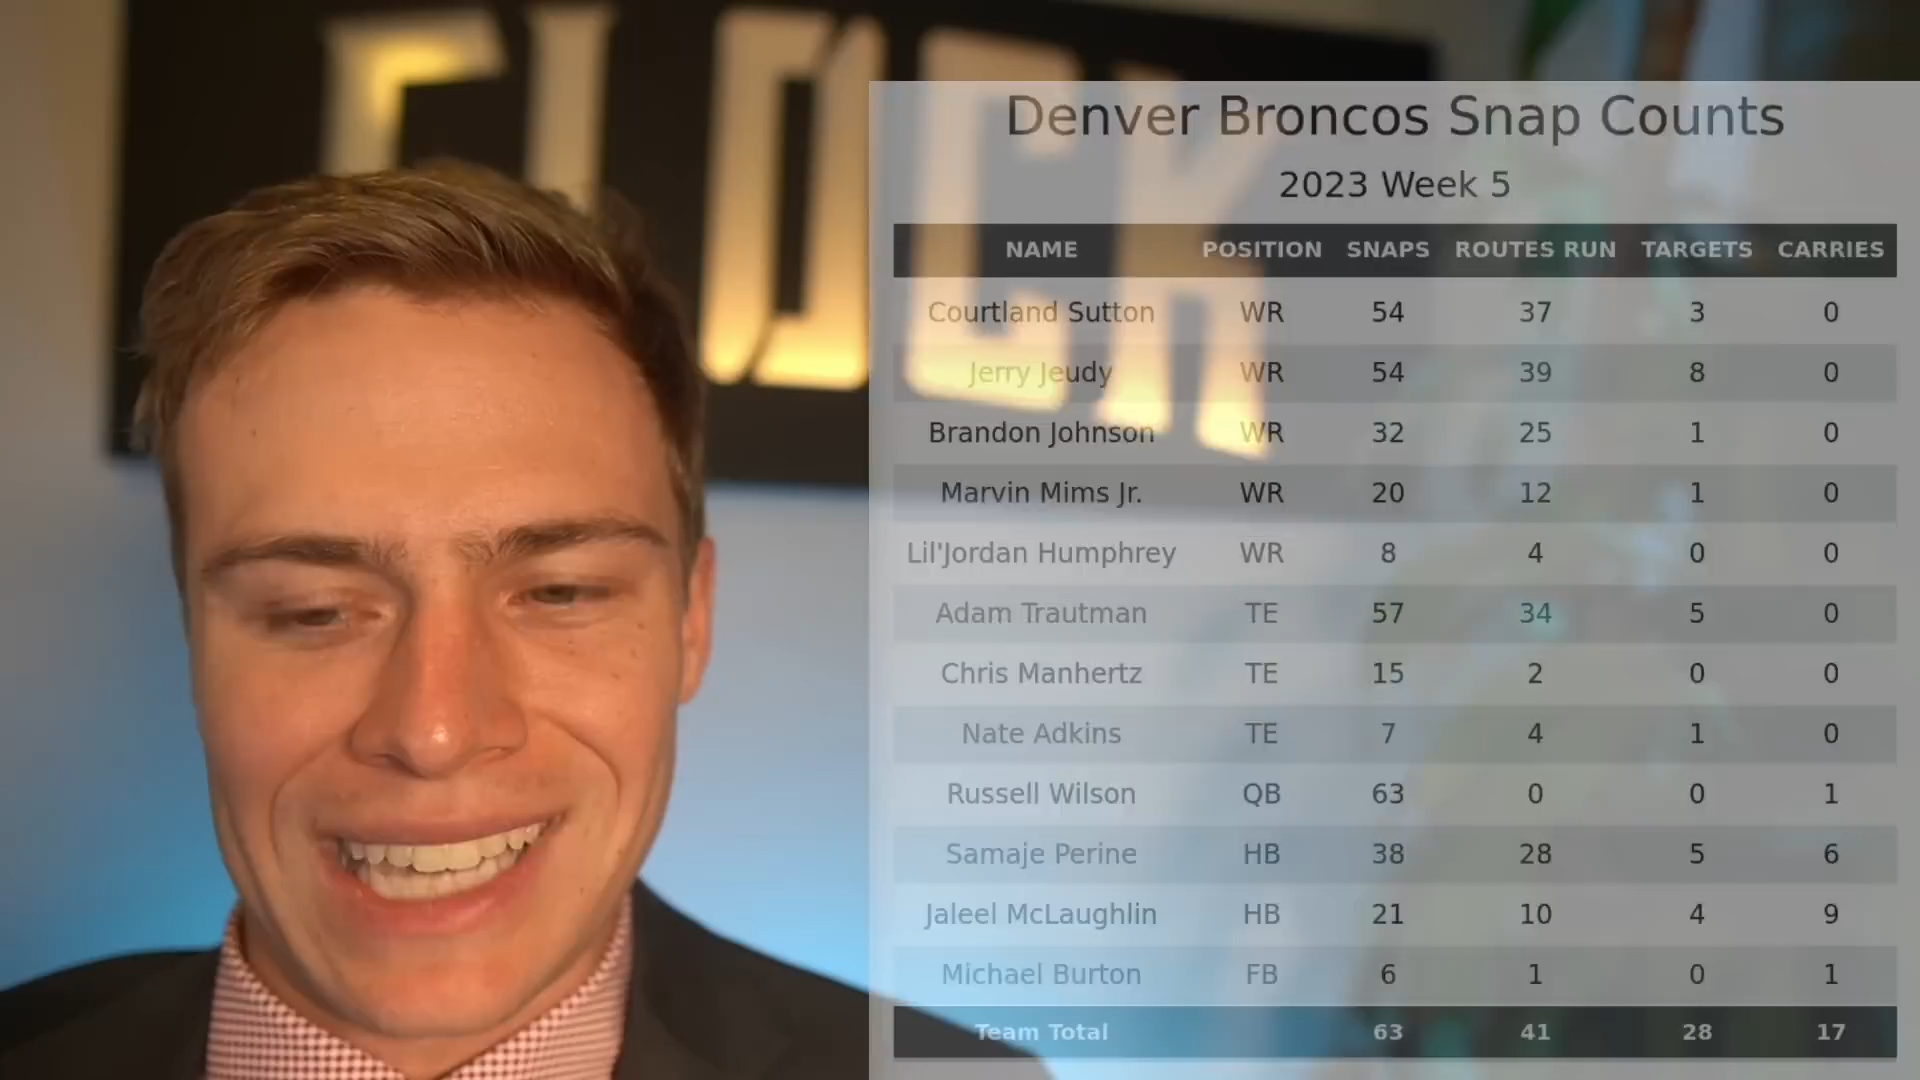 CLOCK
Denver Broncos Snap Counts
2023 Week 5
NAME POSITION SNAPS ROUTES RUN TARGETS CARRIES
Courtland Sutton WR 54 37 3 0
Jerry Jeudy WR 54 39 8 0
Brandon Johnson WR 32 25 1 0
Marvin Mims Jr. WR 20 12 1 0
Lil'Jordan Humphrey WR 8 4 0 0
Adam Trautman TE 57 34 5 0
Chris Manhertz TE 15 2 0 0
Nate Adkins TE 7 4 1 0
Russell Wilson QB 63 0 0 1
Samaje Perine HB 38 28 5 6
Jaleel McLaughlin HB 21 10 4 9
Michael Burton FB 6 1 0 1
Team Total 63 41 28 17